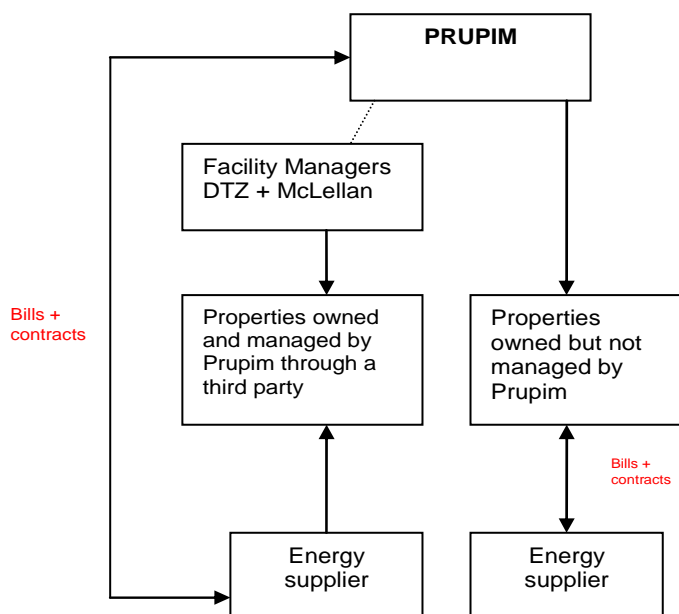 PRUPIM
Facility Managers
DTZ + McLellan
Bills +
contracts
Properties owned
and managed by
Prupim through a
third party
Properties
owned but not
managed by
Prupim
Bills +
contracts
Energy
supplier
Energy
supplier